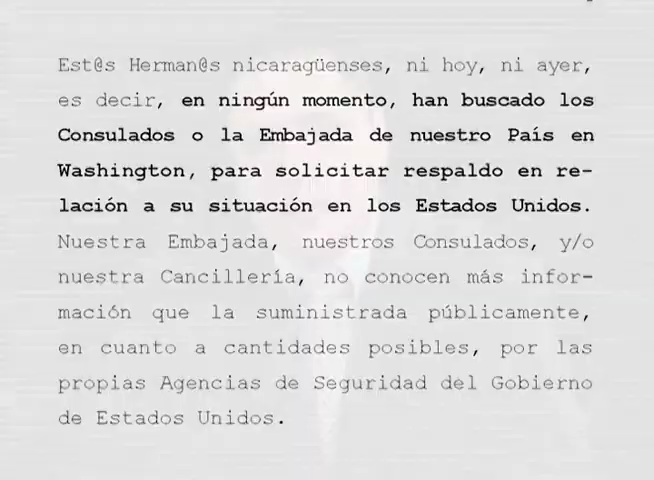 Est@s Herman@s nicaragüenses, ni hoy, ni ayer,
es decir, en ningún momento, han buscado los
Consulados o la Embajada de nuestro País en
Washington, para solicitar respaldo en re-
lación a su situación en los Estados Unidos.
Nuestra Embajada, nuestros Consulados, y/o
nuestra Cancillería, no conocen más infor-
mación que la suministrada públicamente,
en cuanto a cantidades posibles, por las
propias Agencias de Seguridad del Gobierno
de Estados Unidos.